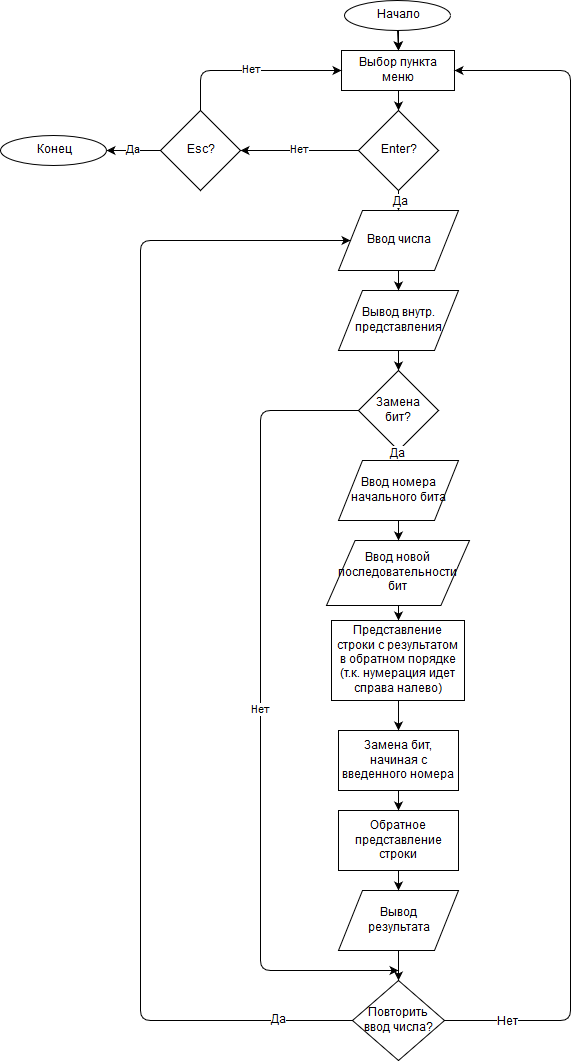 Начало
Выбор пункта
меню
Нет
Enter?
Нет
Esc?
Да
Конец
Да
Ввод числа
Вывод внутр.
представления
Замена
бит?
Да
Ввод номера
начального бита
Ввод новой
последовательности
бит
Представление
строки с результатом
в обратном порядке
(т.к. нумерация идет
справа налево)
Нет
Замена бит,
начиная с
введенного номера
Обратное
представление
строки
Вывод
результата
Повторить
ввод числа?
Да
Нет